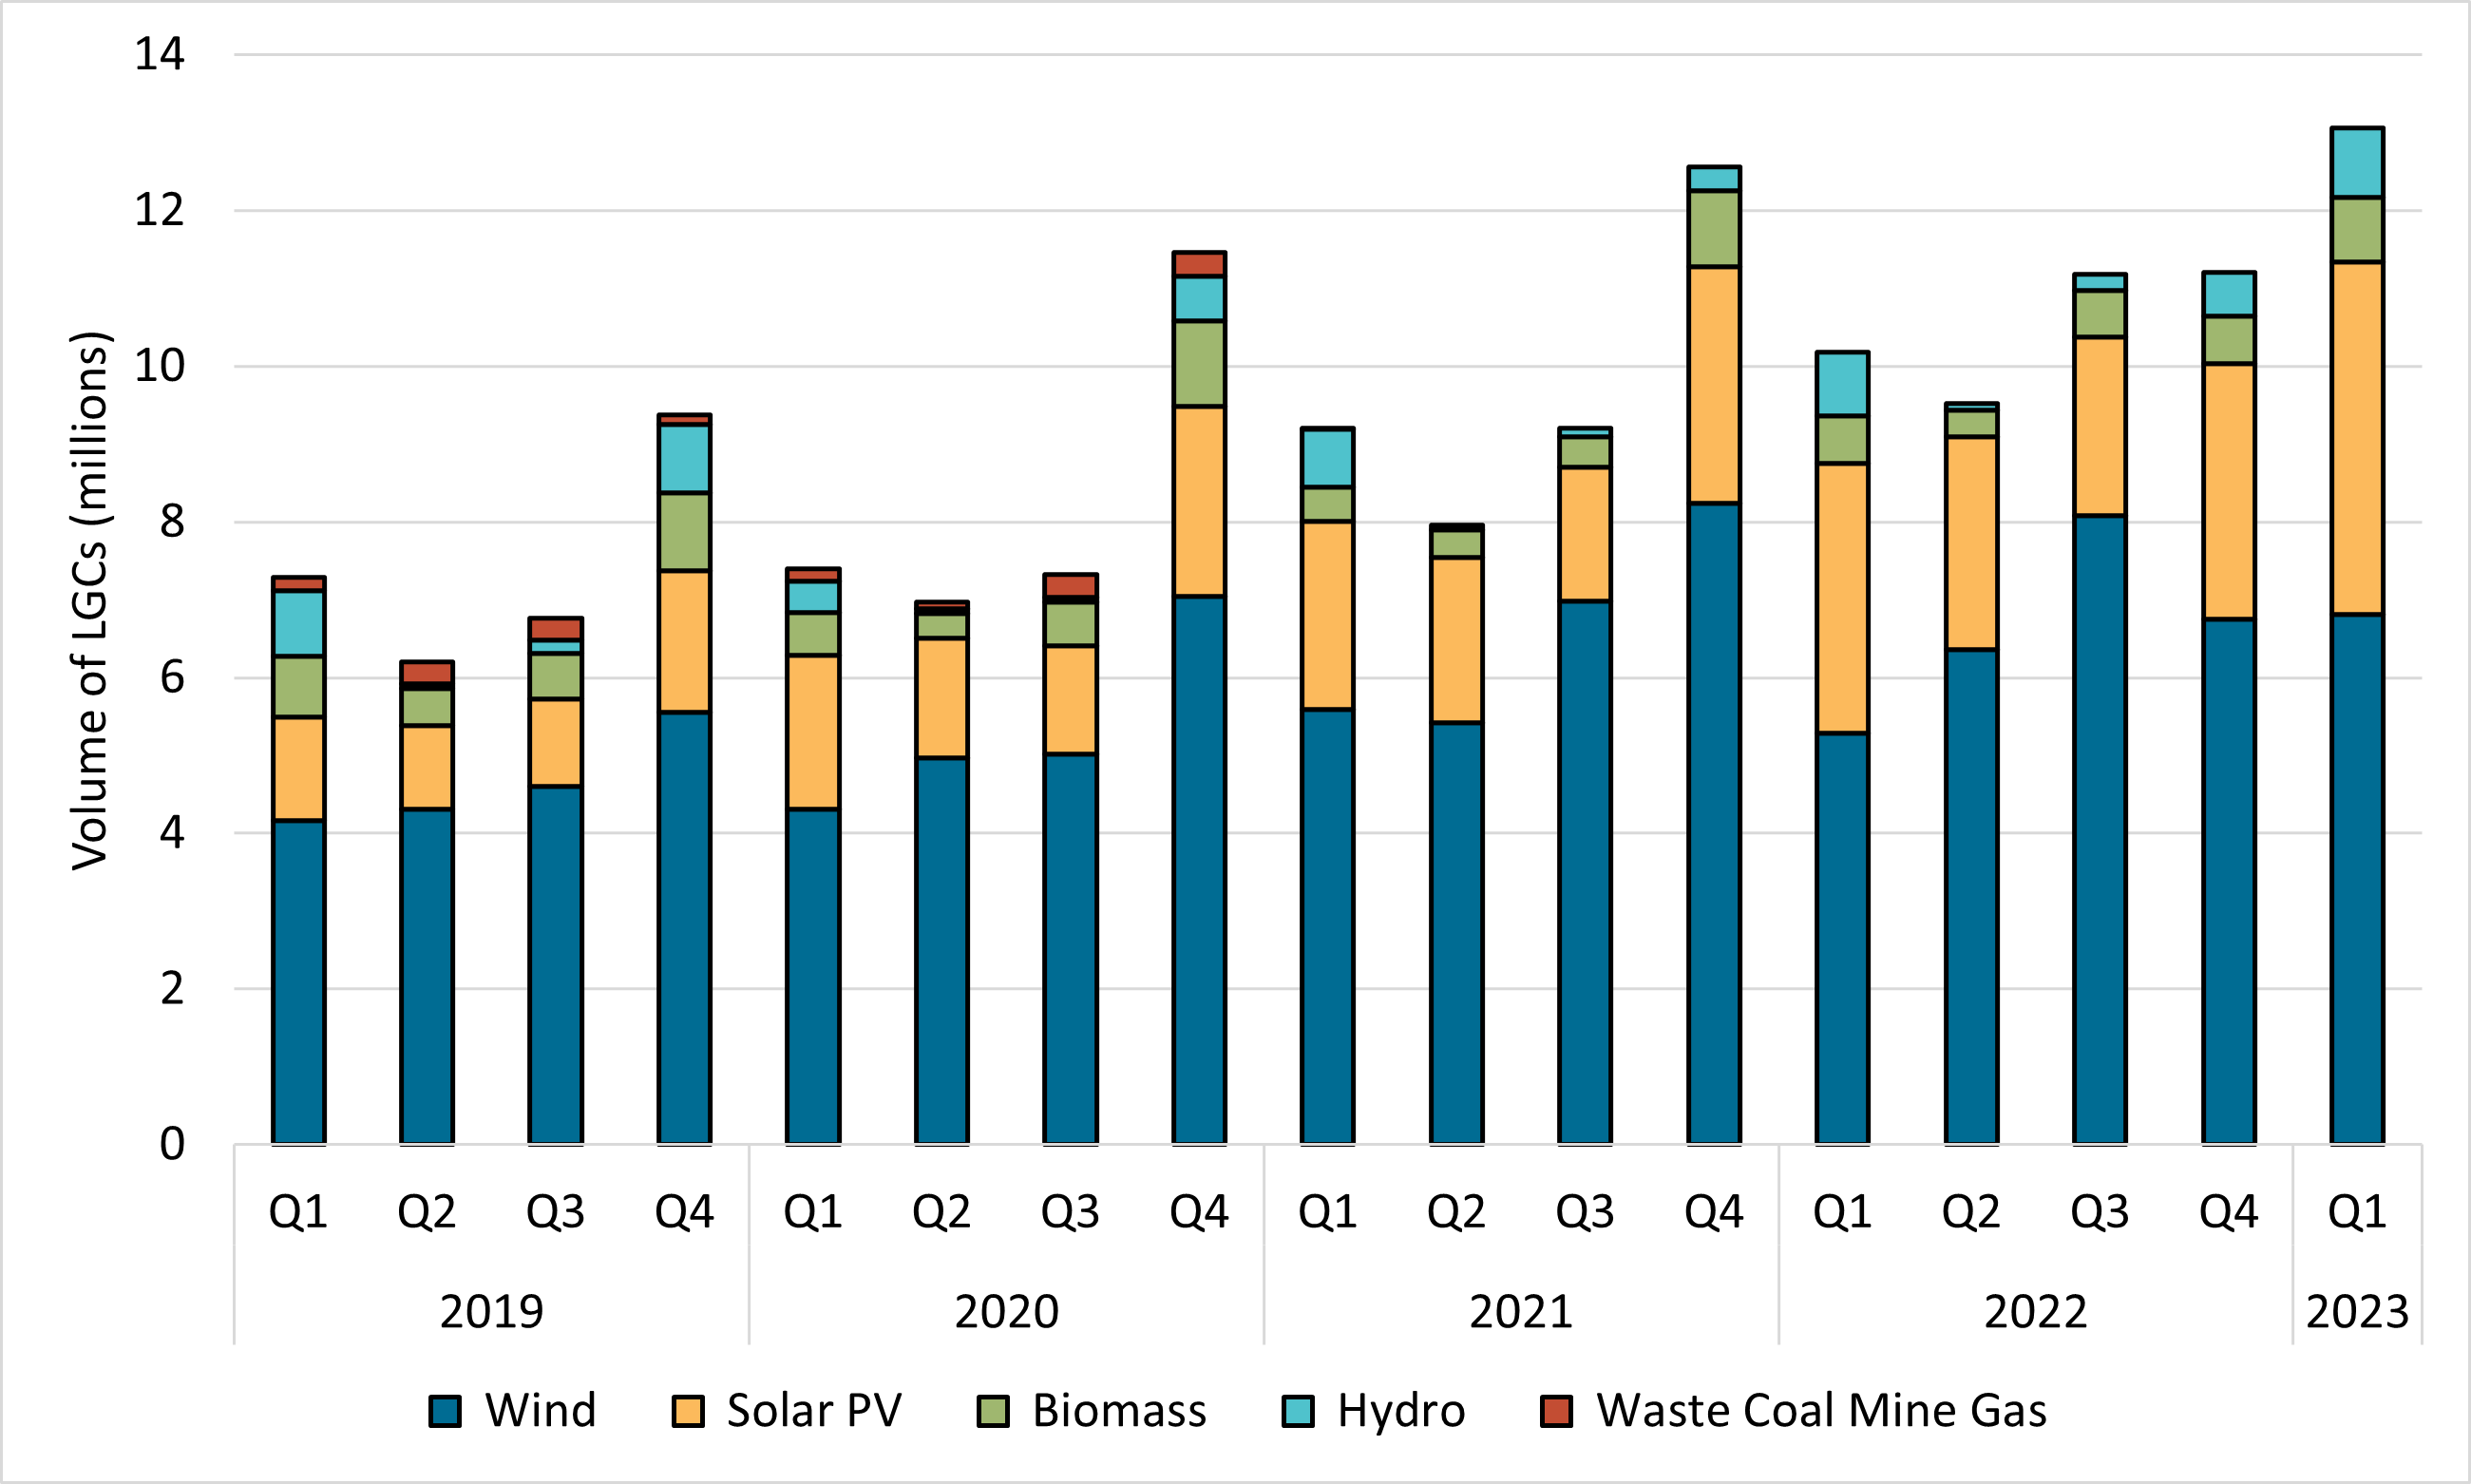 Volume of LGCs (millions)
14
12
10
8
6
4
2
0
Q1 Q2 Q3 Q4 Q1 Q2 Q3 Q4 Q1 Q2 Q3 Q4 Q1 Q2 Q3 Q4 Q1
2019 2020 2021 2022 2023
Wind Solar PV Biomass Hydro Waste Coal Mine Gas